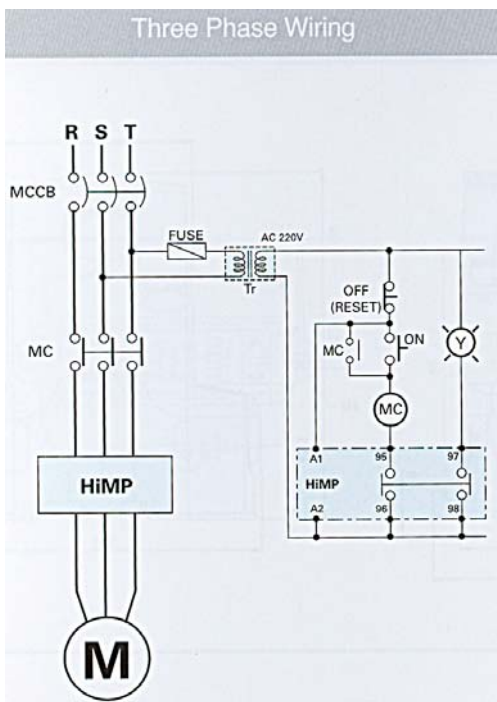 Three Phase Wiring
R S T
MCCB
FUSE
AC 220V
Tr
OFF
(RESET)
MC
MC
ON
Y
MC
A1
95
97
HiMP
HiMP
A2
96
98
M